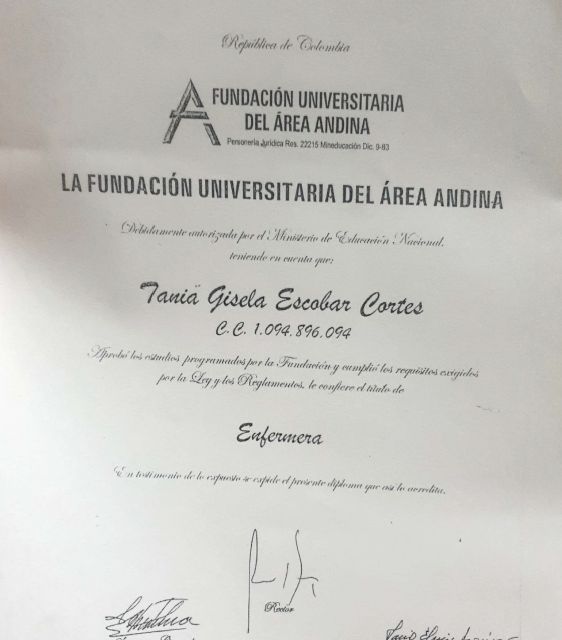 República de Colombia
FUNDACIÓN UNIVERSITARIA
DEL ÁREA ANDINA
Personería Jurídica Res. 22215 Mineducación Dic. 9-83
LA FUNDACIÓN UNIVERSITARIA DEL ÁREA ANDINA
Debidamente autorizada por el Ministerio de Educación Nacional,
teniendo en cuenta que:
Tania Gisela Escobar Cortes
C.C. 1.094.896.094
Aprobó los estudios programados por la Fundación y cumplió los requisitos exigidos
por la Ley y los Reglamentos, le confiere el título de
Enfermera
En testimonio de lo expuesto se expide el presente diploma que así lo acredita.
Rector